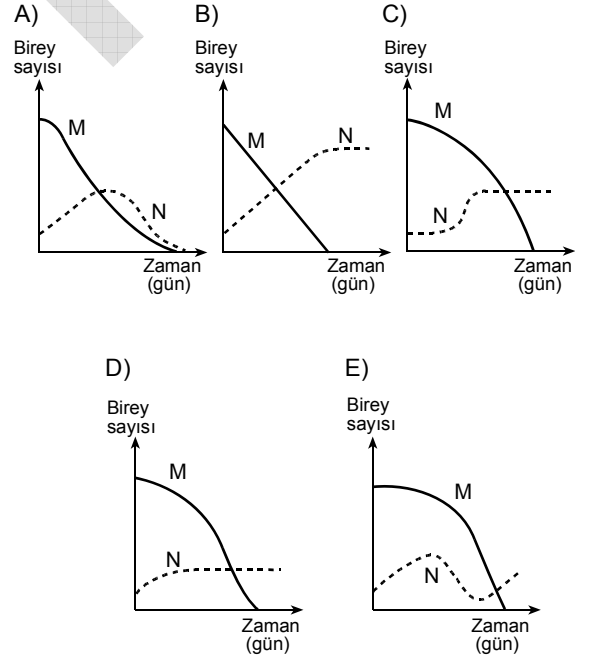 A)
Birey
sayısı
M
N
Zaman
(gün)
B)
Birey
sayısı
M
N
Zaman
(gün)
C)
Birey
sayısı
M
N
Zaman
(gün)
D)
Birey
sayısı
M
N
Zaman
(gün)
E)
Birey
sayısı
M
N
Zaman
(gün)